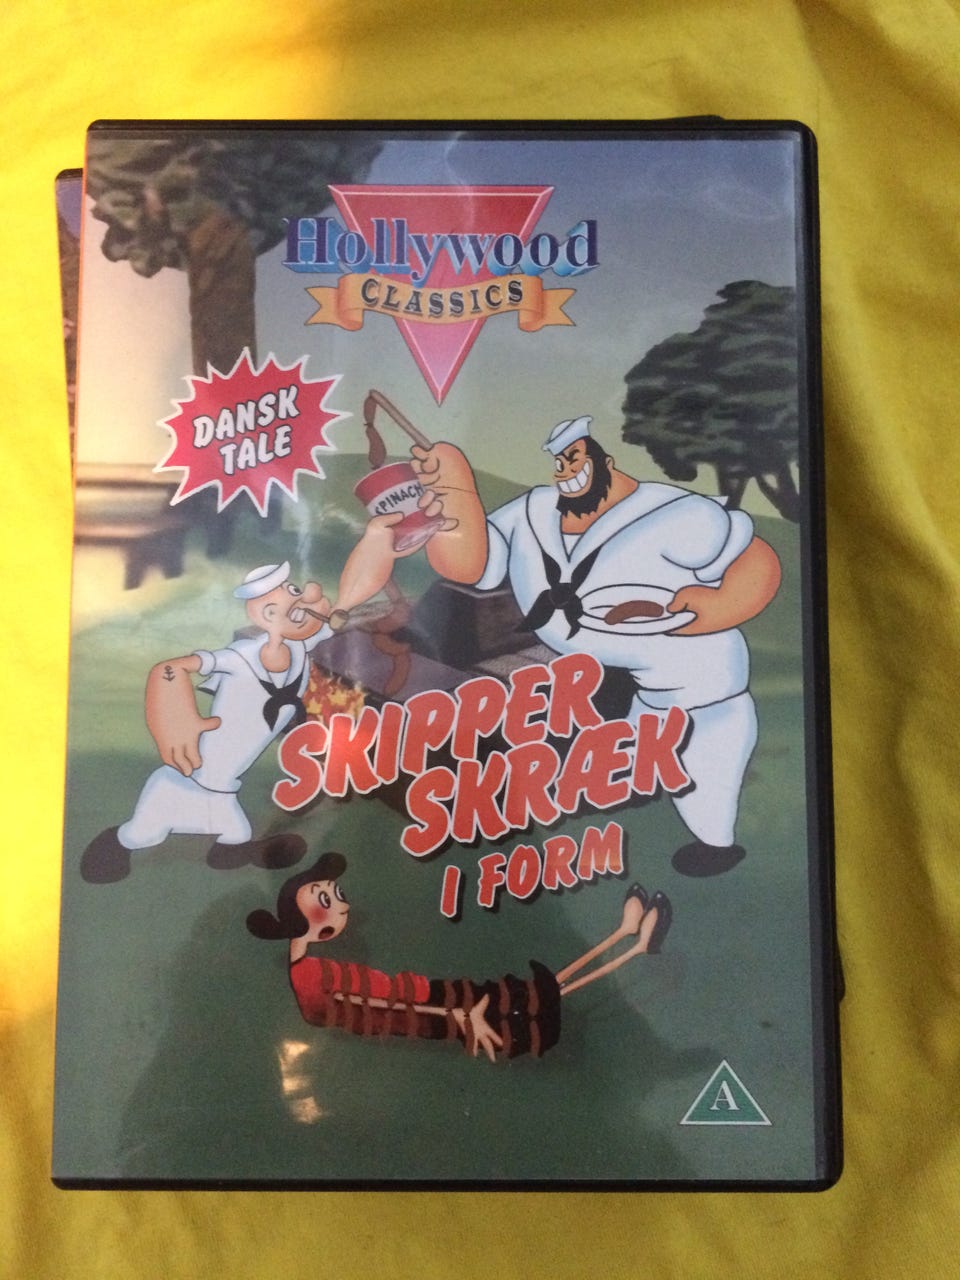 Hollywood
CLASSICS
DANSK
TALE
SPINACH
SKIPPER
SKRÆK
I FORM
A